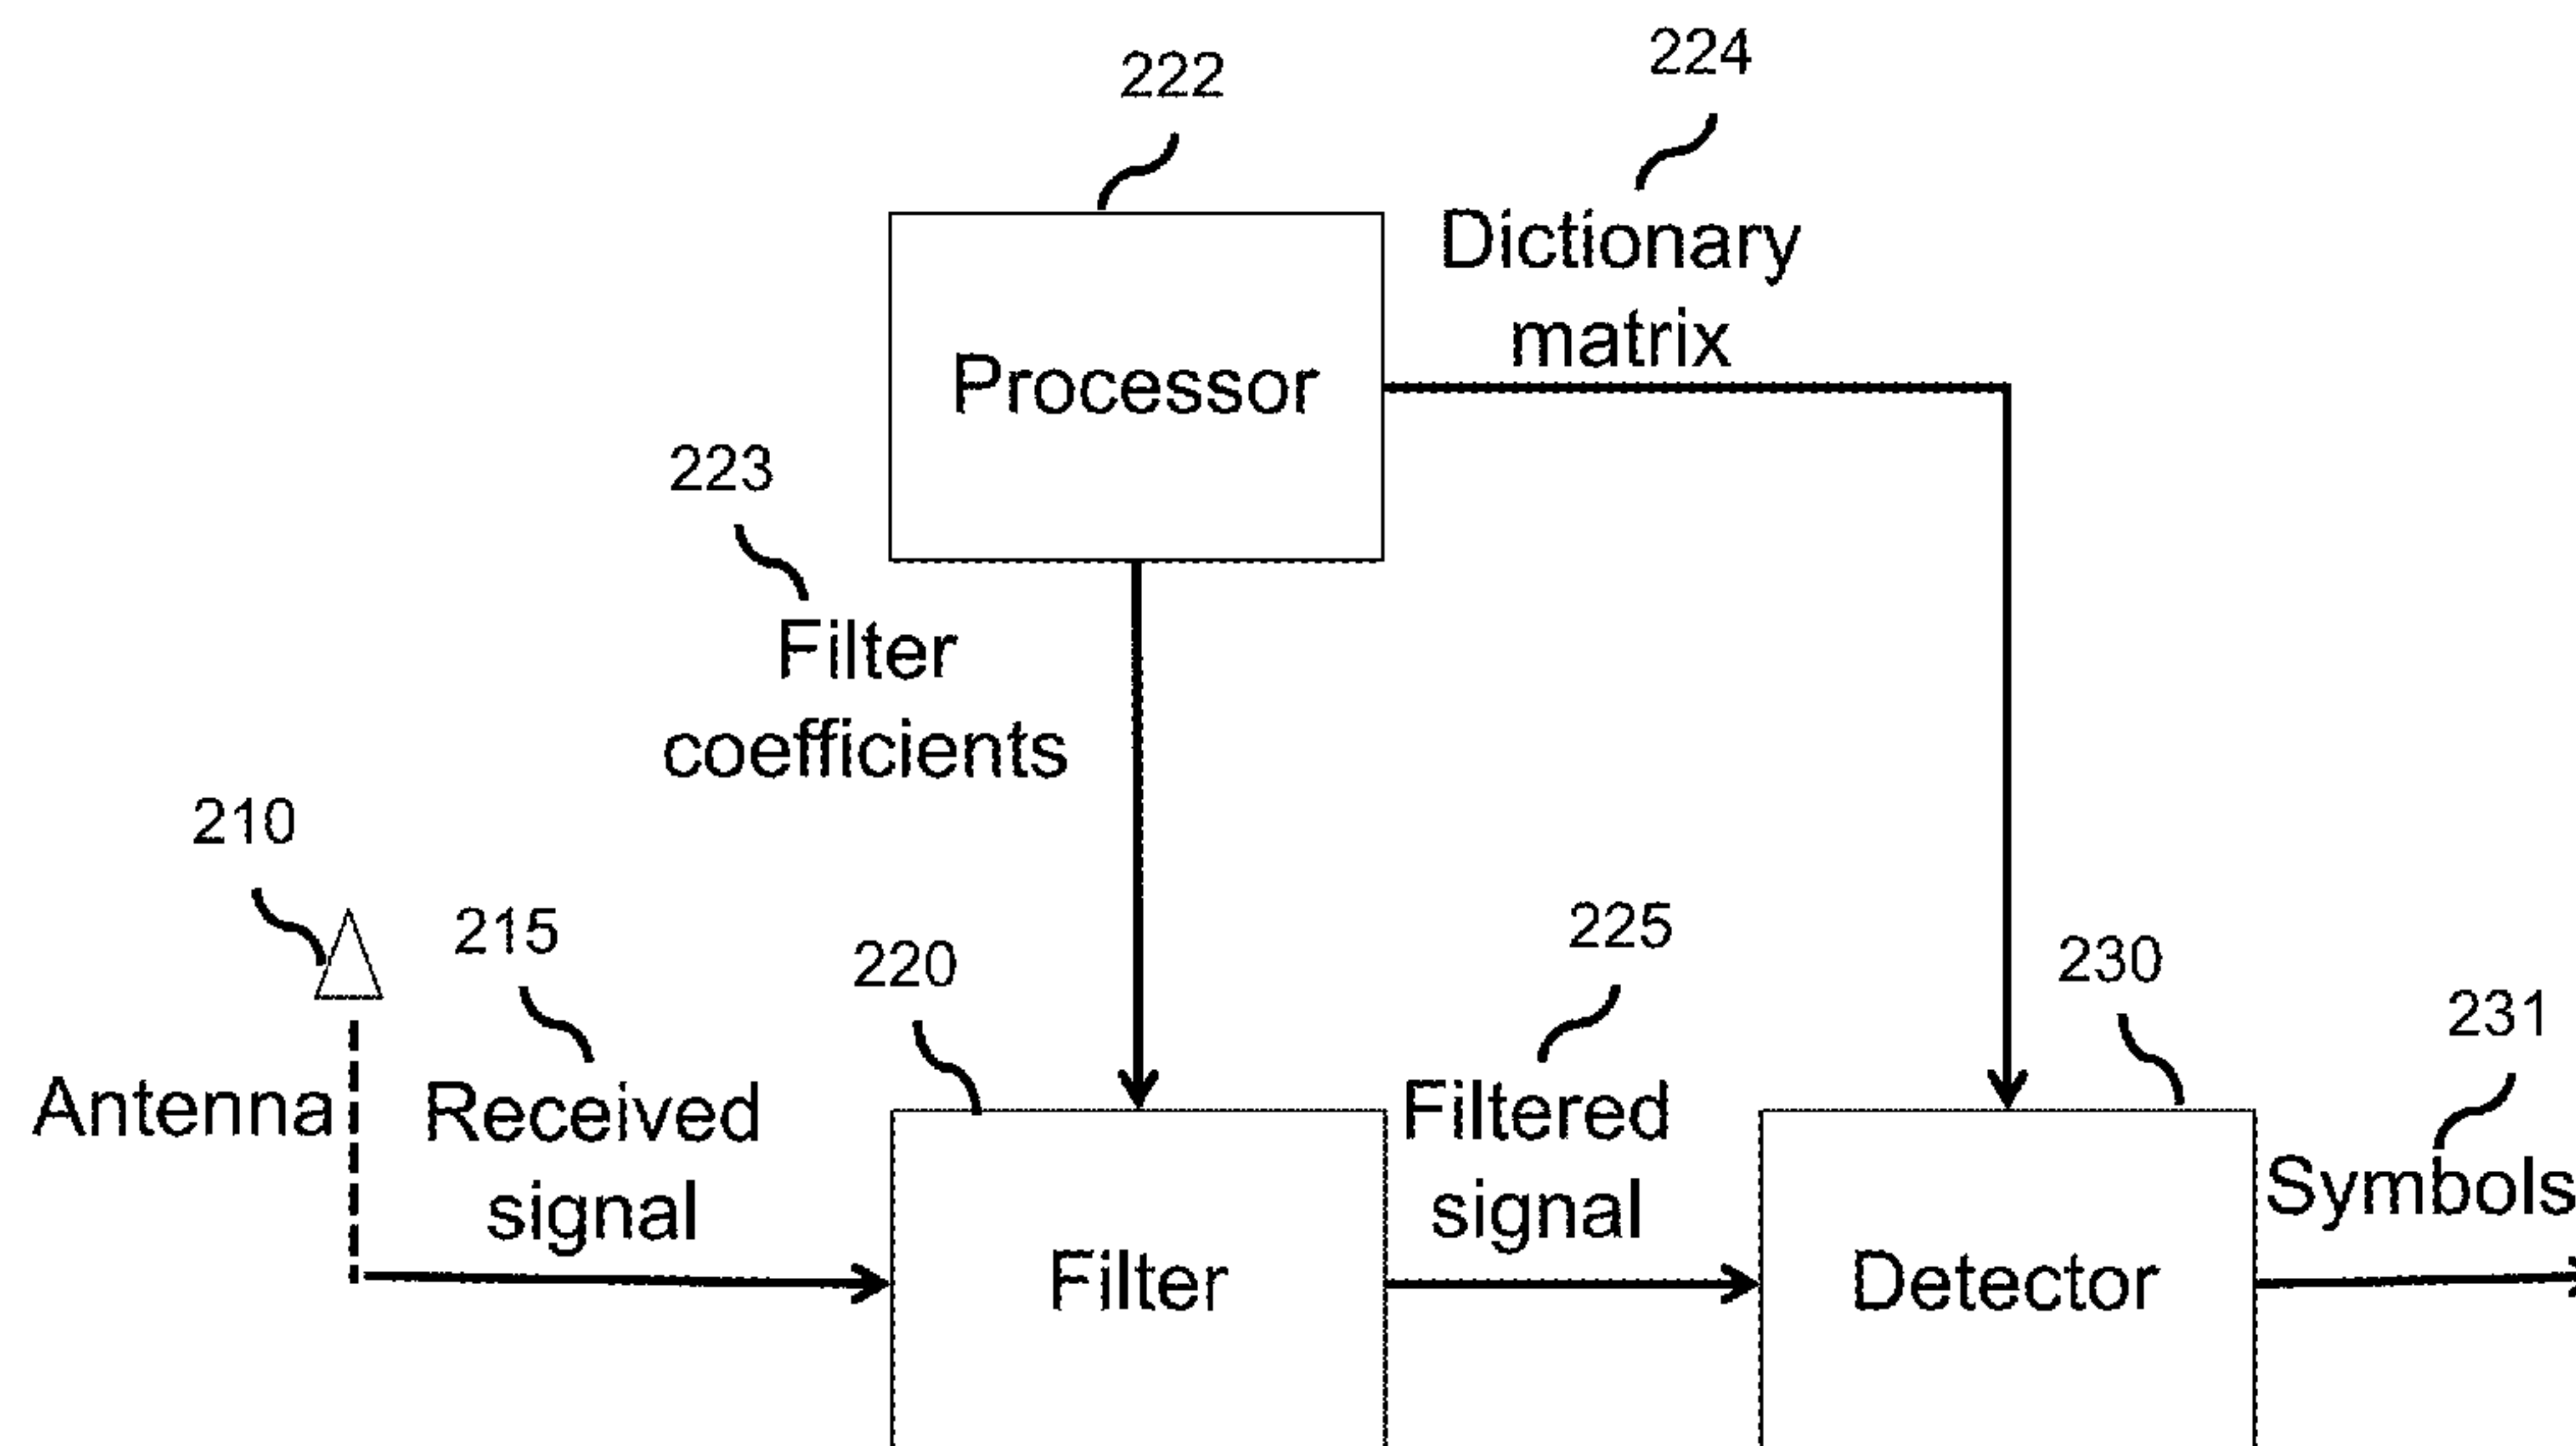 222
224
Dictionary
matrix
Processor
223
Filter
coefficients
210
215
220
225
230
231
Antenna
Received
signal
Filtered
signal
Symbols
Filter
Detector